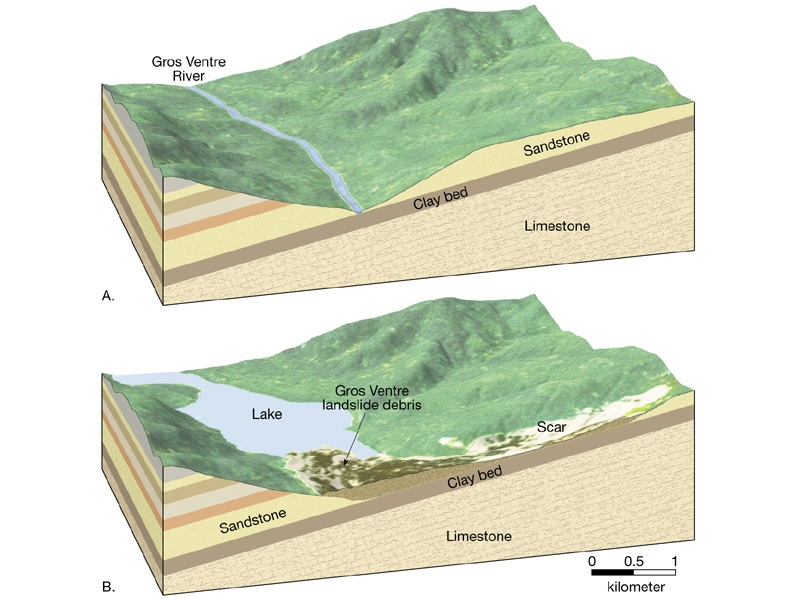 Gros Ventre
River
Sandstone
Clay bed
Limestone
A.
Gros Ventre
landslide debris
Lake
Scar
Clay bed
Sandstone
Limestone
0 0.5 1
kilometer
B.